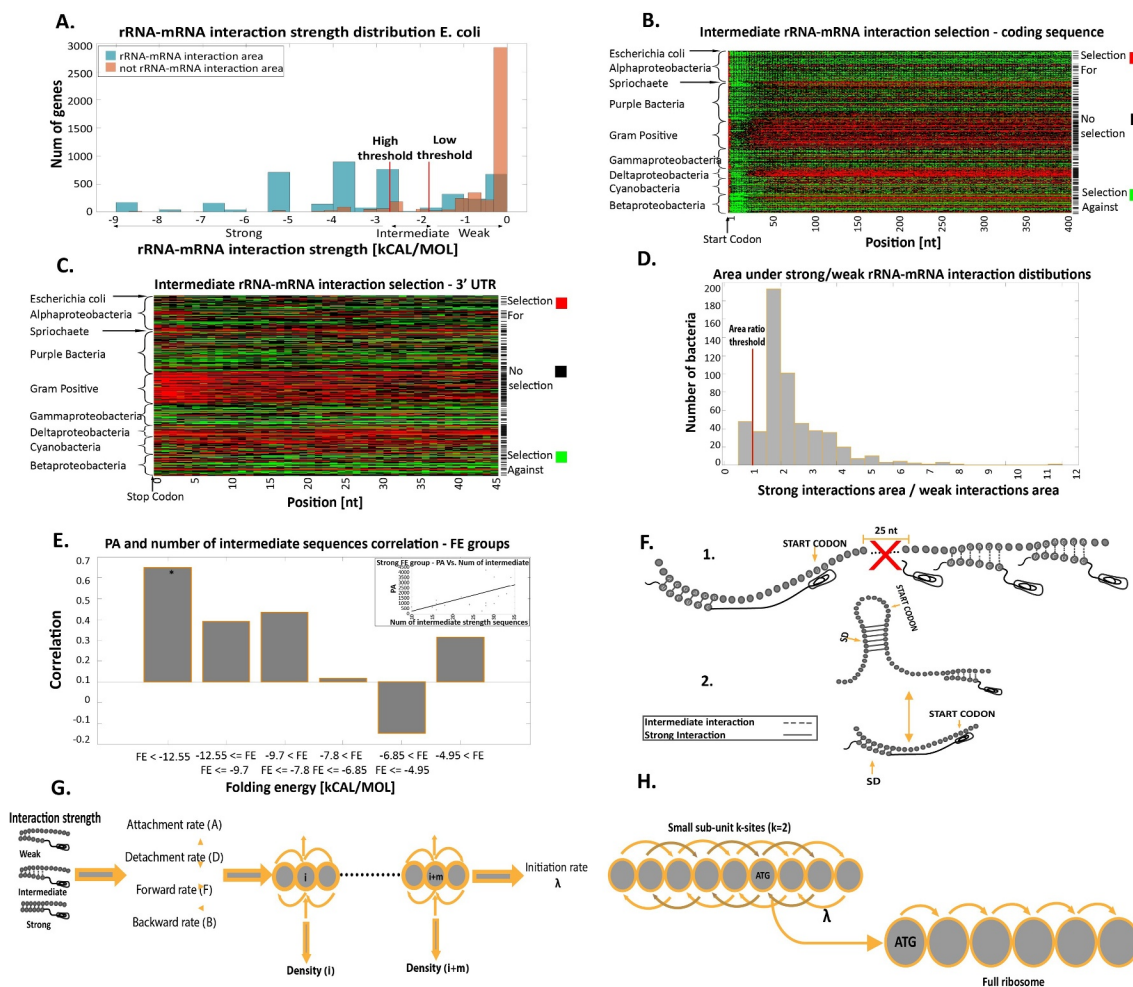 A.
rRNA-mRNA interaction strength distribution E. coli
rRNA-mRNA interaction area
not rRNA-mRNA interaction area
Num of genes
3000
2500
2000
1500
1000
500
0
High
threshold
Low
threshold
-9
-8
-7
-6
-5
-4
-3
-2
-1
0
Strong
Intermediate
Weak
rRNA-mRNA interaction strength [kCAL/MOL]
B.
Intermediate rRNA-mRNA interaction selection - coding sequence
Escherichia coli
Alphaproteobacteria
Spriochaete
Purple Bacteria
Gram Positive
Gammaproteobacteria
Deltaproteobacteria
Cyanobacteria
Betaproteobacteria
Selection
For
No
selection
Selection
Against
1
50
100
150
200
250
300
350
400
Start Codon
Position [nt]
C.
Intermediate rRNA-mRNA interaction selection - 3' UTR
Escherichia coli
Alphaproteobacteria
Spriochaete
Purple Bacteria
Gram Positive
Gammaproteobacteria
Deltaproteobacteria
Cyanobacteria
Betaproteobacteria
Selection
For
No
selection
Selection
Against
0
5
10
15
20
25
30
35
40
45
Stop Codon
Position [nt]
D.
Area under strong/weak rRNA-mRNA interaction distibutions
Number of bacteria
200
180
160
140
120
100
80
60
40
20
0
Area ratio
threshold
0
1
2
3
4
5
6
7
8
9
10
11
12
Strong interactions area / weak interactions area
E.
PA and number of intermediate sequences correlation - FE groups
Correlation
0.7
0.6
0.5
0.4
0.3
0.2
0.1
0
-0.1
-0.2
*
Strong FE group - PA Vs. Num of intermediate
PA
Num of intermediate strength sequences
FE < -12.55
-12.55 <= FE
FE <= -9.7
-9.7 < FE
FE <= -7.8
-7.8 < FE
FE <= -6.85
-6.85 < FE
FE <= -4.95
-4.95 < FE
Folding energy [kCAL/MOL]
F.
1.
START CODON
25 nt
START CODON
SD
2.
Intermediate interaction
Strong Interaction
START CODON
SD
G.
Interaction strength
Weak
Intermediate
Strong
Attachment rate (A)
Detachment rate (D)
Forward rate (F)
Backward rate (B)
i
i+m
Density (i)
Density (i+m)
Initiation rate
λ
H.
Small sub-unit k-sites (k=2)
ATG
λ
ATG
Full ribosome